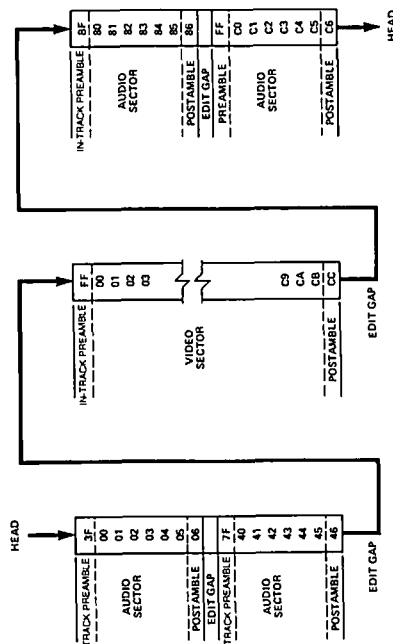 HEAD
TRACK PREAMBLE
3F
00
01
02
03
04
05
AUDIO
SECTOR
POSTAMBLE
06
EDIT GAP
TRACK PREAMBLE
7F
40
41
42
43
44
45
AUDIO
SECTOR
POSTAMBLE
46
EDIT GAP
IN-TRACK PREAMBLE
FF
00
01
02
03
VIDEO
SECTOR
C9
CA
CB
POSTAMBLE
CC
EDIT GAP
IN-TRACK PREAMBLE
BF
80
81
82
83
84
85
AUDIO
SECTOR
POSTAMBLE
86
EDIT GAP
PREAMBLE
FF
C0
C1
C2
C3
C4
C5
AUDIO
SECTOR
POSTAMBLE
C6
HEAD